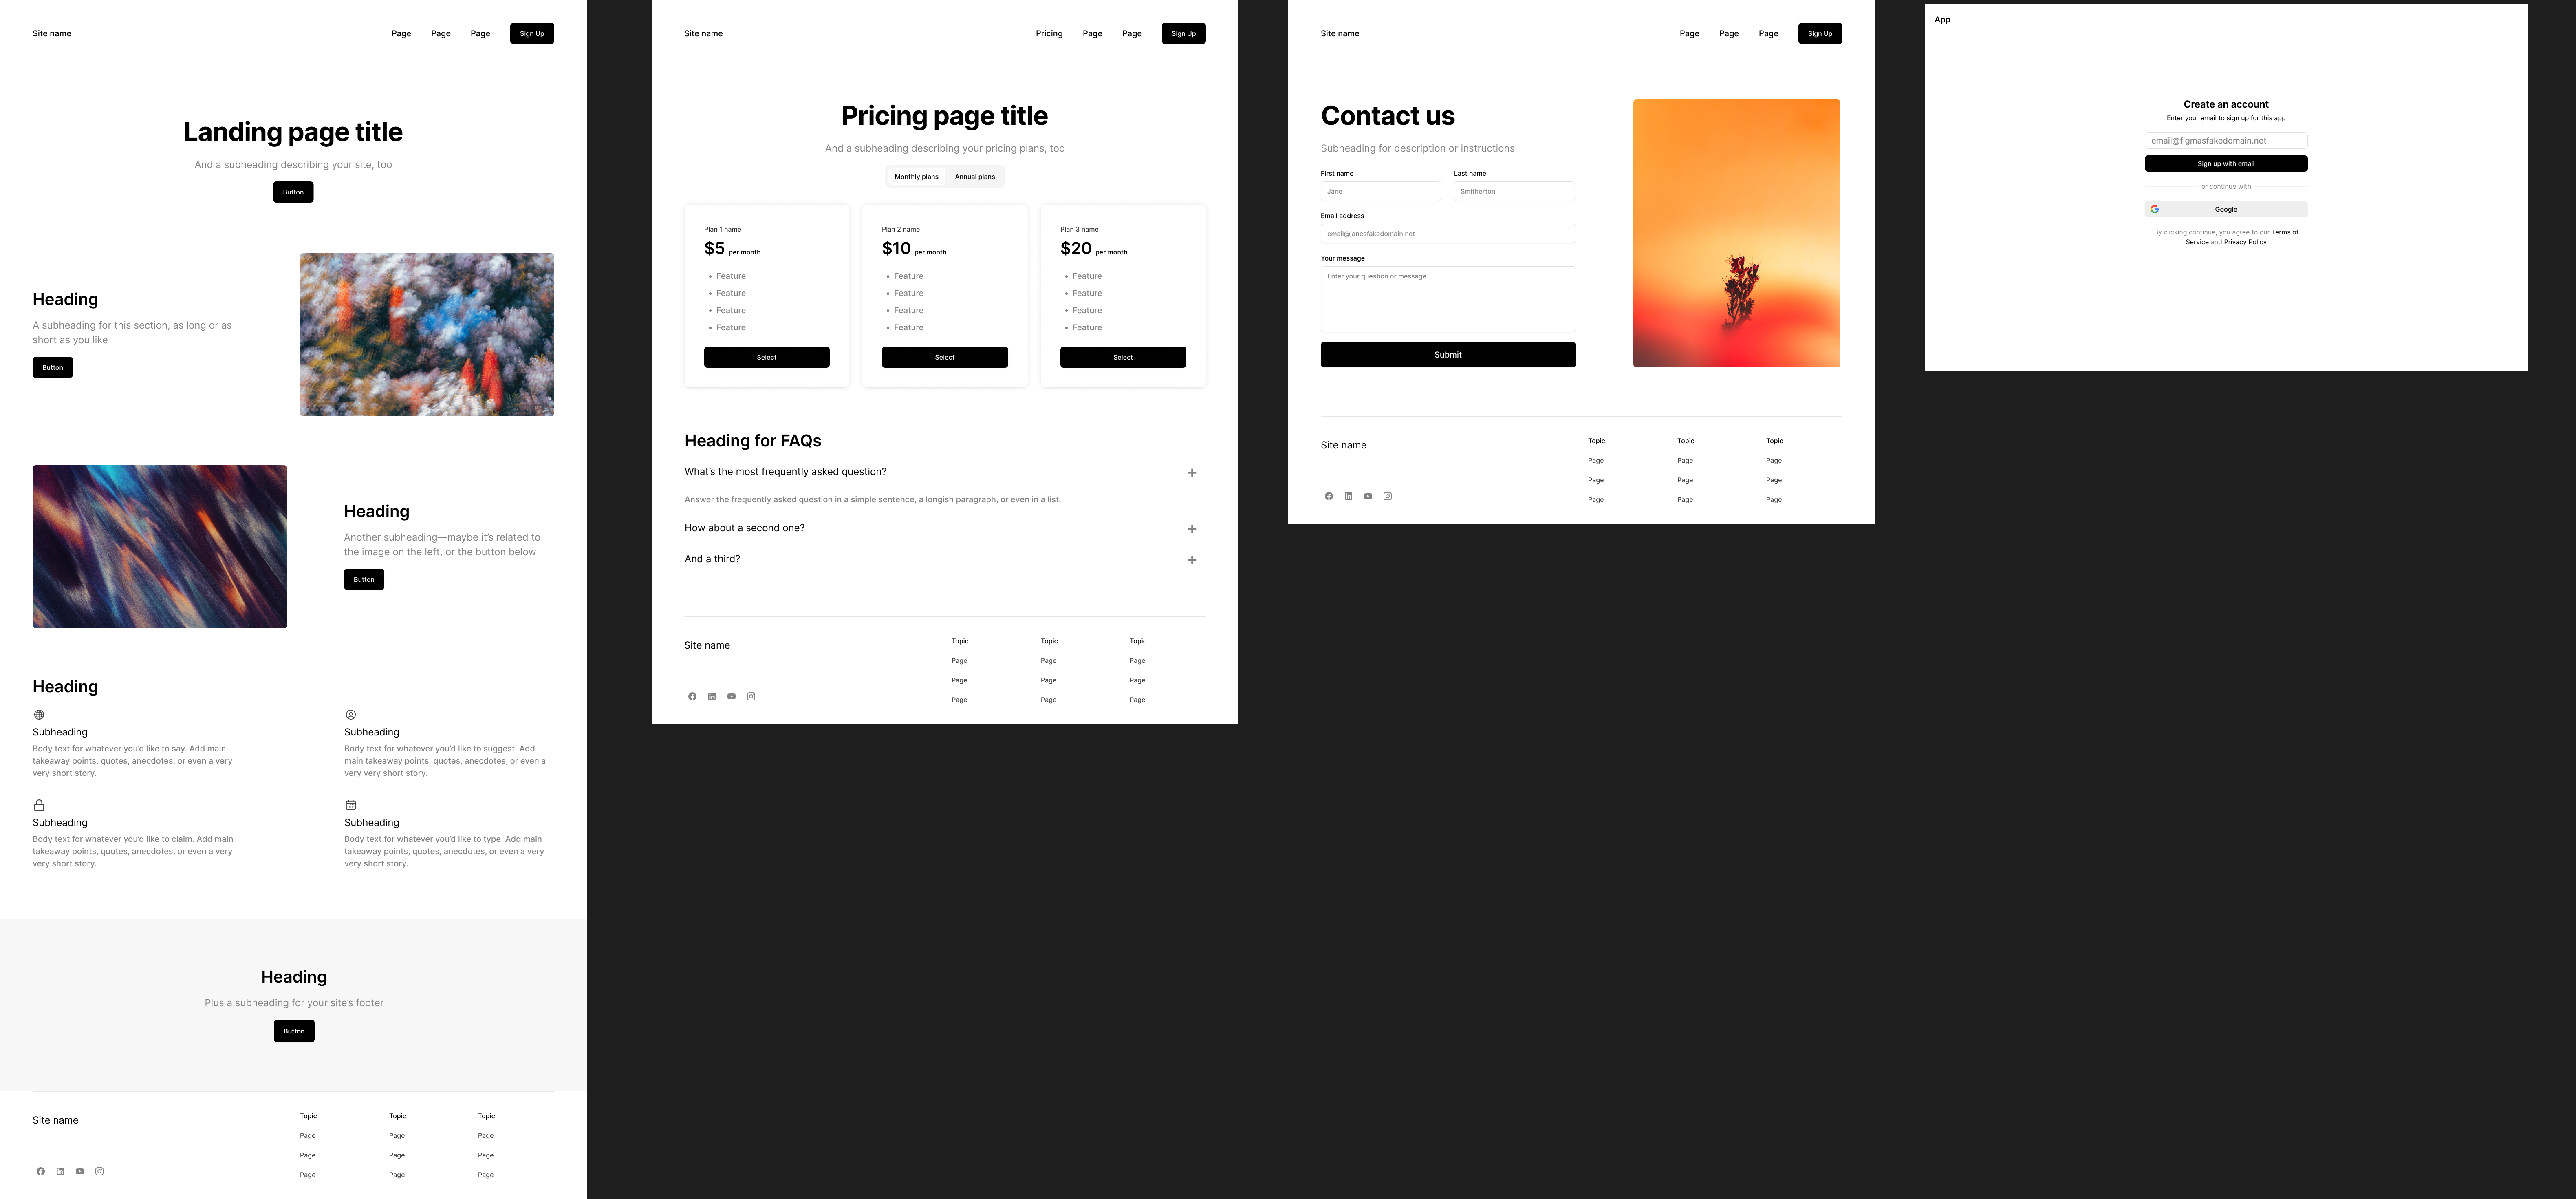 Site name
Page Page Page Sign Up
Landing page title
And a subheading describing your site, too
Button
Heading
A subheading for this section, as long or as
short as you like
Button
Heading
Another subheading—maybe it's related to
the image on the left, or the button below
Button
Heading
Subheading
Body text for whatever you'd like to say. Add main
takeaway points, quotes, anecdotes, or even a very
very short story.
Subheading
Body text for whatever you'd like to suggest. Add
main takeaway points, quotes, anecdotes, or even a
very very short story.
Subheading
Body text for whatever you'd like to claim. Add main
takeaway points, quotes, anecdotes, or even a very
very short story.
Subheading
Body text for whatever you'd like to type. Add main
takeaway points, quotes, anecdotes, or even a very
very short story.
Heading
Plus a subheading for your site's footer
Button
Site name
Topic
Page
Page
Page
Topic
Page
Page
Page
Topic
Page
Page
Page
Site name
Pricing Page Page Sign Up
Pricing page title
And a subheading describing your pricing plans, too
Monthly plans Annual plans
Plan 1 name
$5 per month
• Feature
• Feature
• Feature
• Feature
Select
Plan 2 name
$10 per month
• Feature
• Feature
• Feature
• Feature
Select
Plan 3 name
$20 per month
• Feature
• Feature
• Feature
• Feature
Select
Heading for FAQs
What's the most frequently asked question?
Answer the frequently asked question in a simple sentence, a longish paragraph, or even in a list.
How about a second one?
And a third?
Site name
Topic
Page
Page
Page
Topic
Page
Page
Page
Topic
Page
Page
Page
Site name
Page Page Page Sign Up
Contact us
Subheading for description or instructions
First name
Jane
Last name
Smitherton
Email address
email@janesfakedomain.net
Your message
Enter your question or message
Submit
Site name
Topic
Page
Page
Page
Topic
Page
Page
Page
Topic
Page
Page
Page
App
Create an account
Enter your email to sign up for this app
email@figmasfakedomain.net
Sign up with email
or continue with
Google
By clicking continue, you agree to our Terms of
Service and Privacy Policy